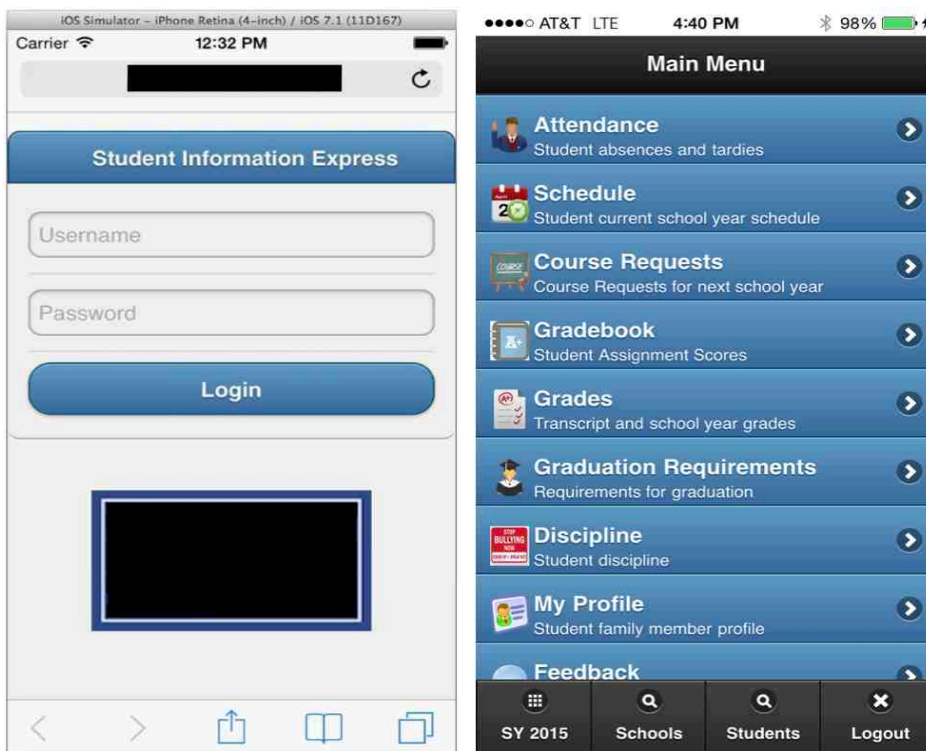 iOS Simulator – iPhone Retina (4-inch) / iOS 7.1 (11D167)
Carrier 12:32 PM
Student Information Express
Username
Password
Login
AT&T LTE 4:40 PM 98%
Main Menu
Attendance
Student absences and tardies
Schedule
Student current school year schedule
COURSE
Course Requests
Course Requests for next school year
A+
Gradebook
Student Assignment Scores
A+
Grades
Transcript and school year grades
Graduation Requirements
Requirements for graduation
STOP
BULLYING
NOW
Discipline
Student discipline
My Profile
Student family member profile
Feedback
SY 2015 Schools Students Logout